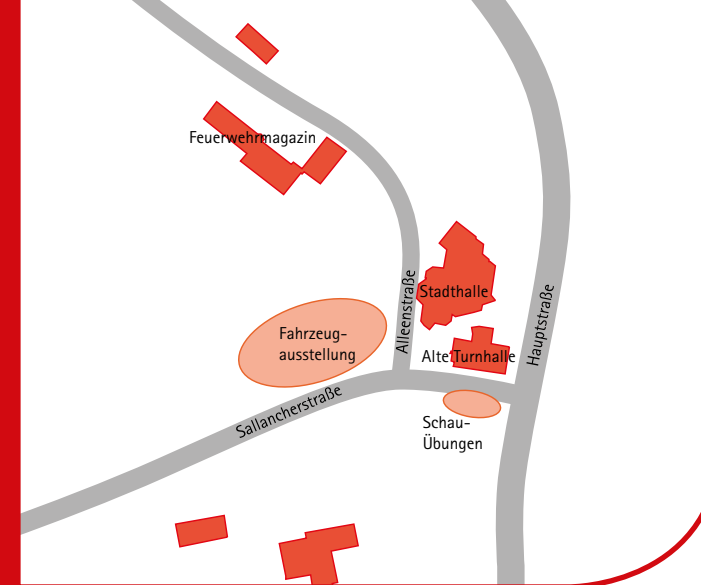 Feuerwehrmagazin
Stadthalle
Alleenstraße
Hauptstraße
Fahrzeug-
ausstellung
Alte Turnhalle
Sallancherstraße
Schau-
Übungen